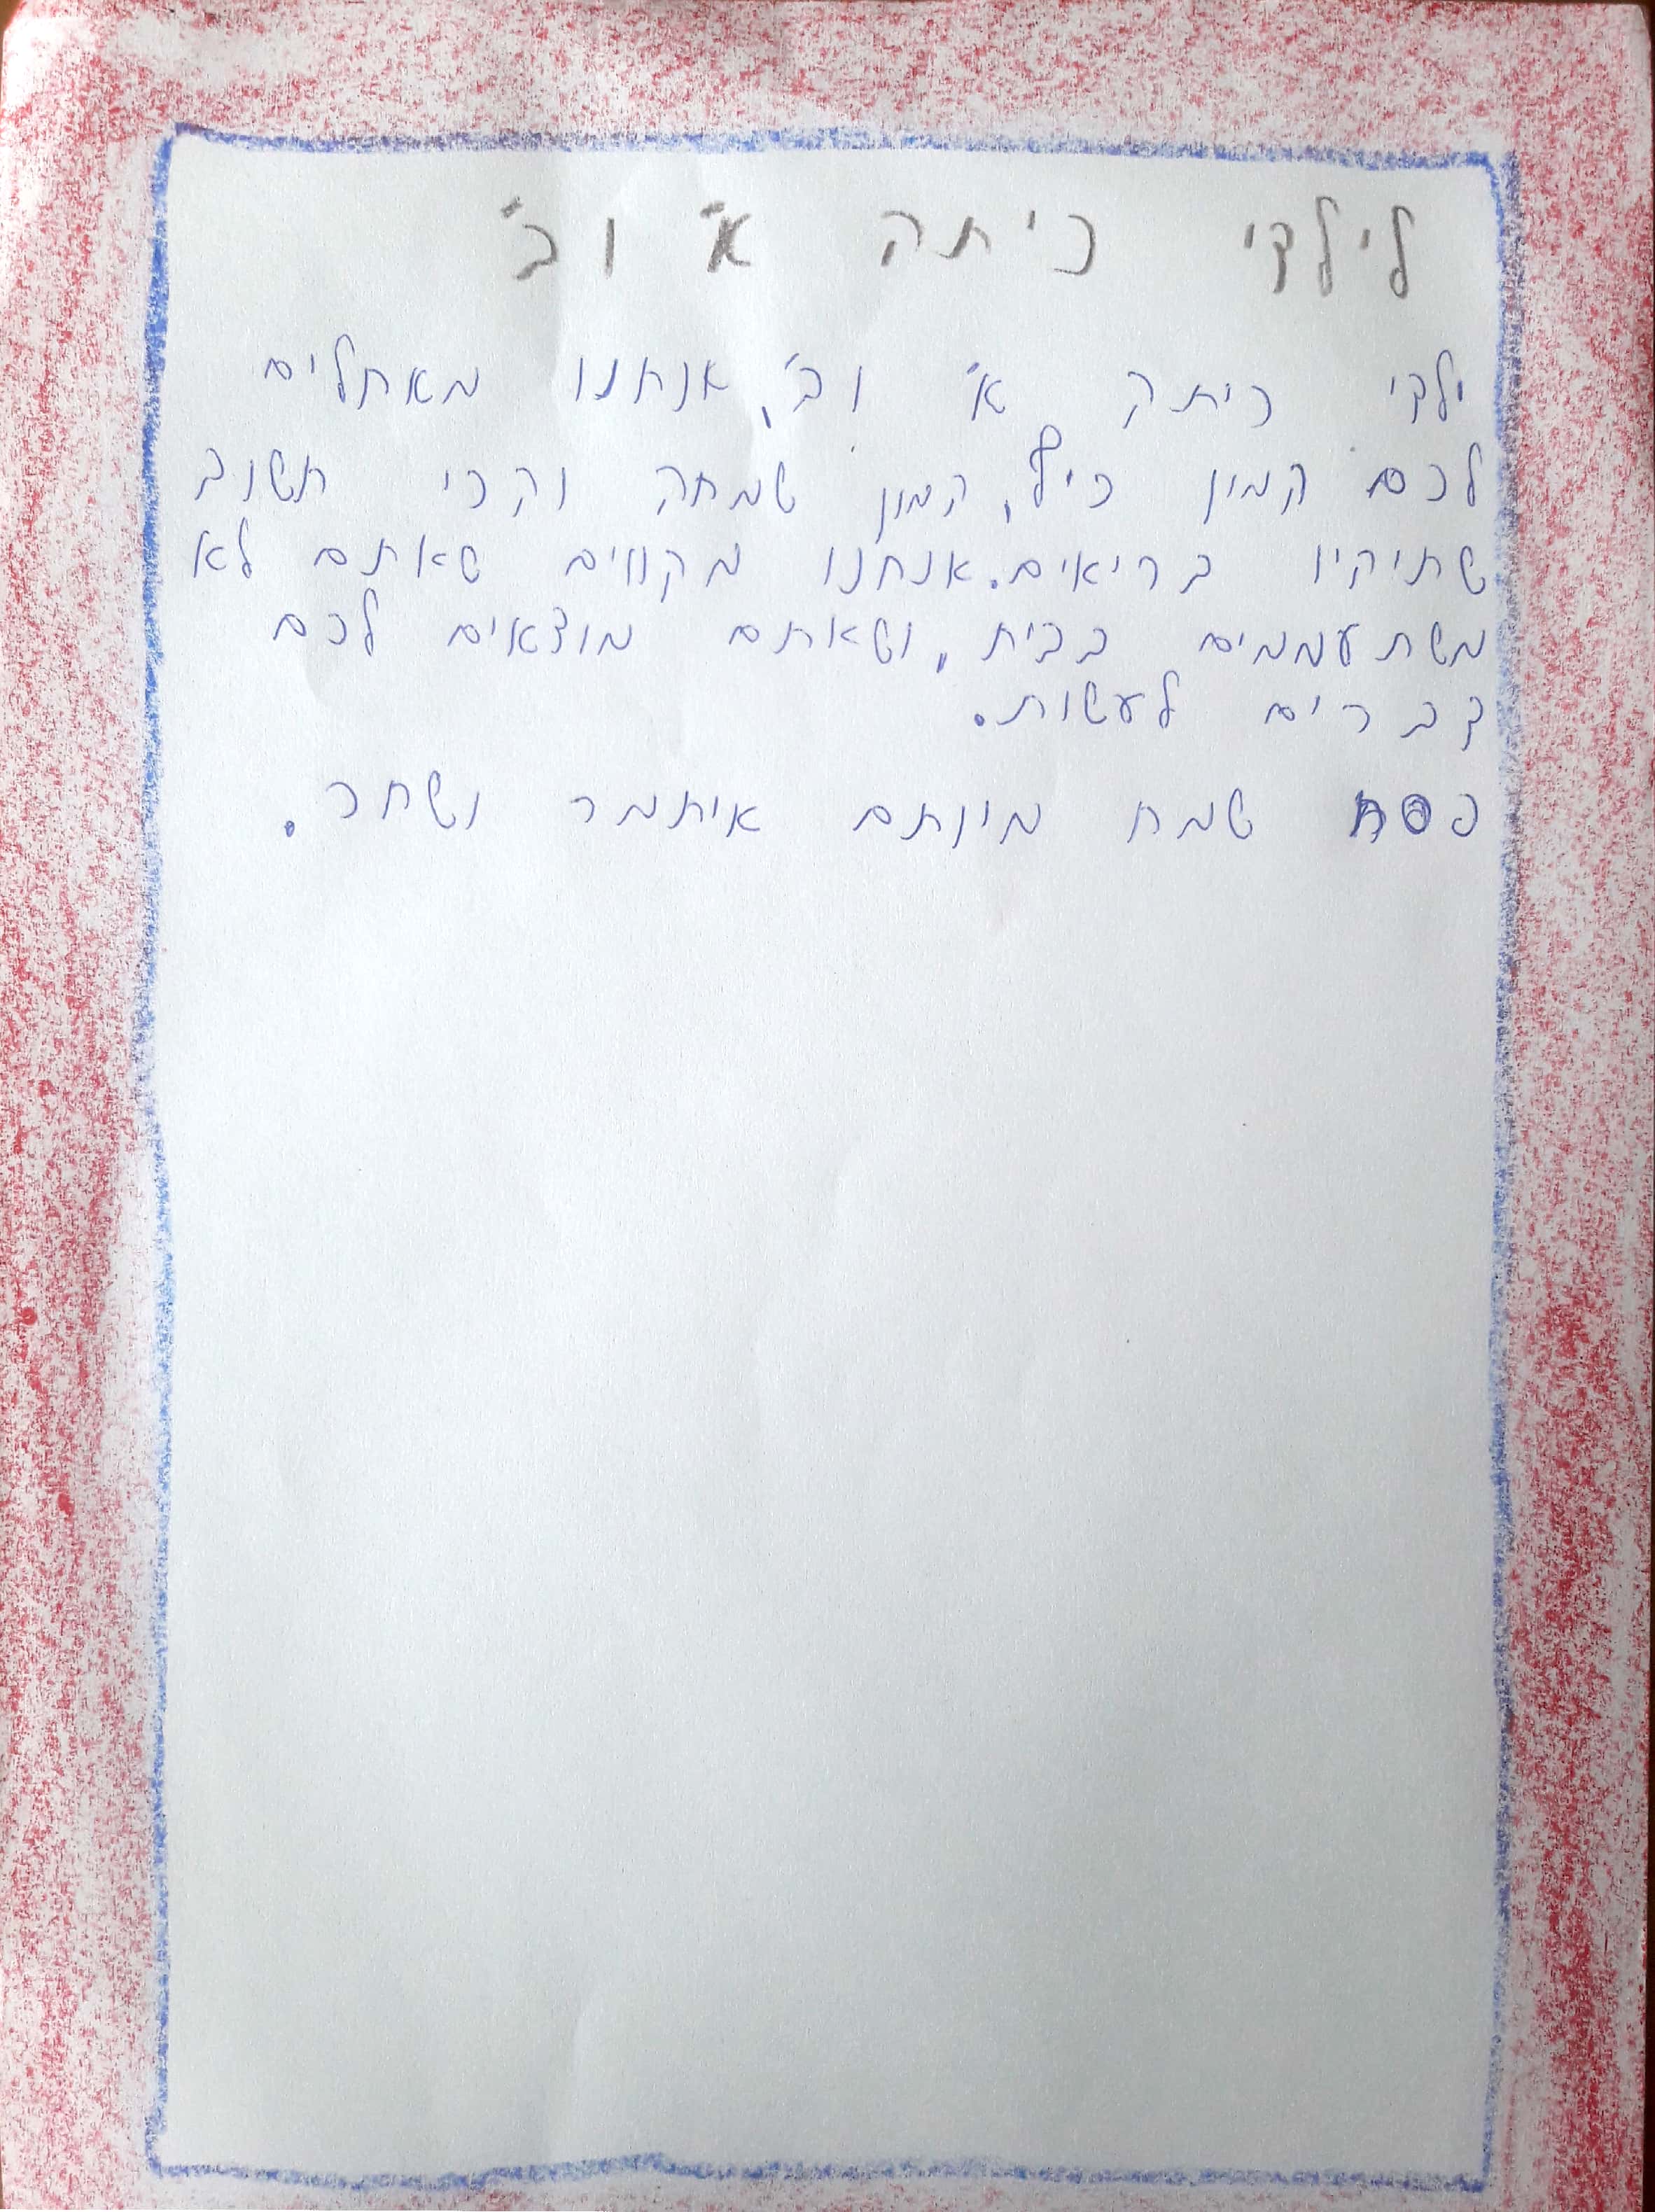 לילדי כיתה א' וב'
ילדי כיתה א' וב', אנחנו מאחלים
לכם המון כיף, המון שמחה והכי חשוב
שתיהיו בריאים. אנחנו מקווים שאתם לא
משתעממים בבית, ושאתם מוצאים לכם
דברים לעשות.
פסח שמח מיותם איתמר ושחר.